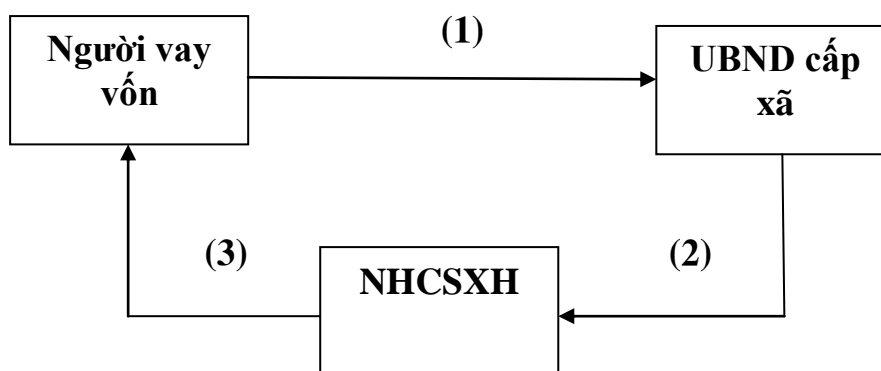 (1)
Người vay
vốn
UBND cấp
xã
(3)
(2)
NHCSXH